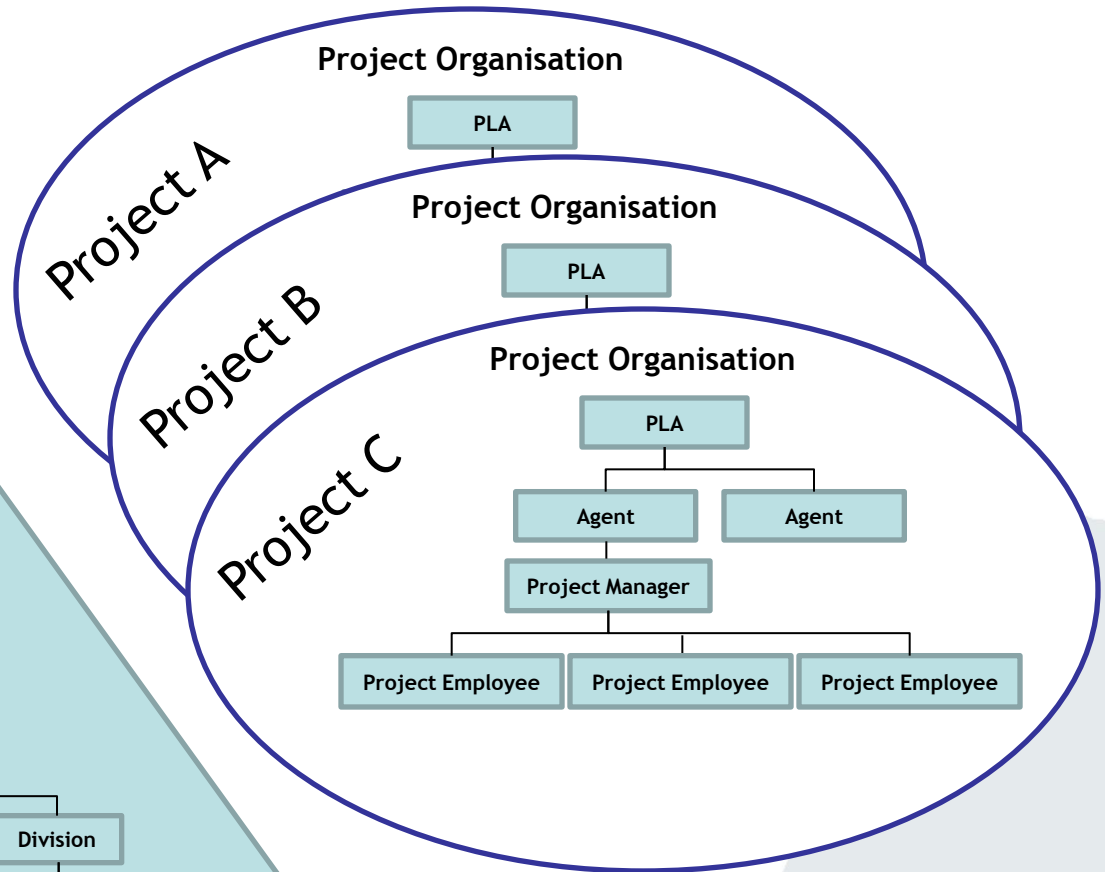 Project Organisation
PLA
Project A
Project Organisation
PLA
Project B
Project Organisation
PLA
Project C
Agent
Agent
Project Manager
Project Employee
Project Employee
Project Employee
Division